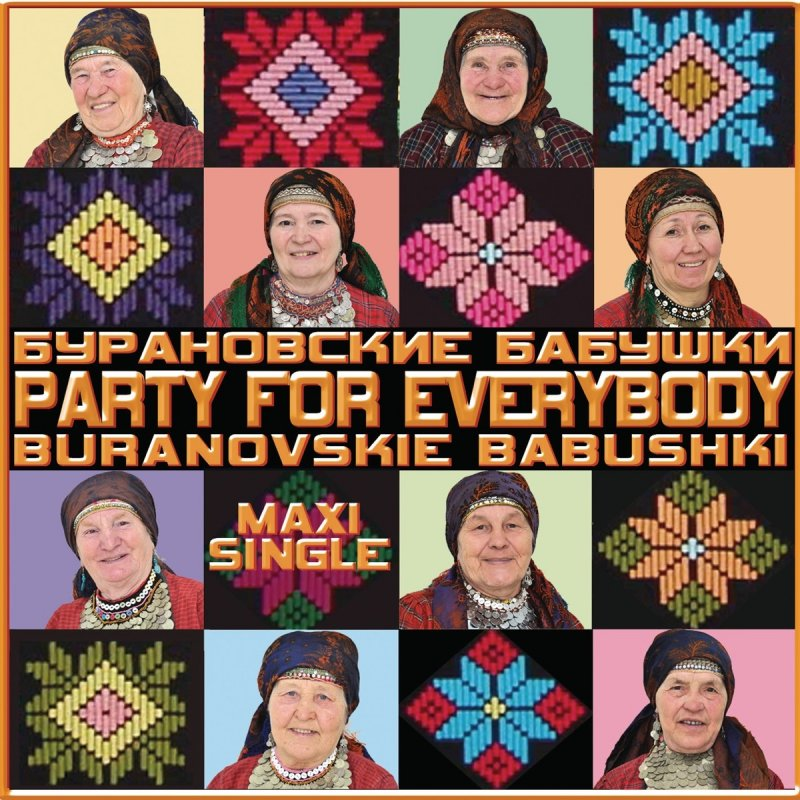 БУРАНОВСКИЕ БАБУШКИ
PARTY FOR EVERYBODY
BURANOVSKIE BABUSHKI
MAXI
SINGLE